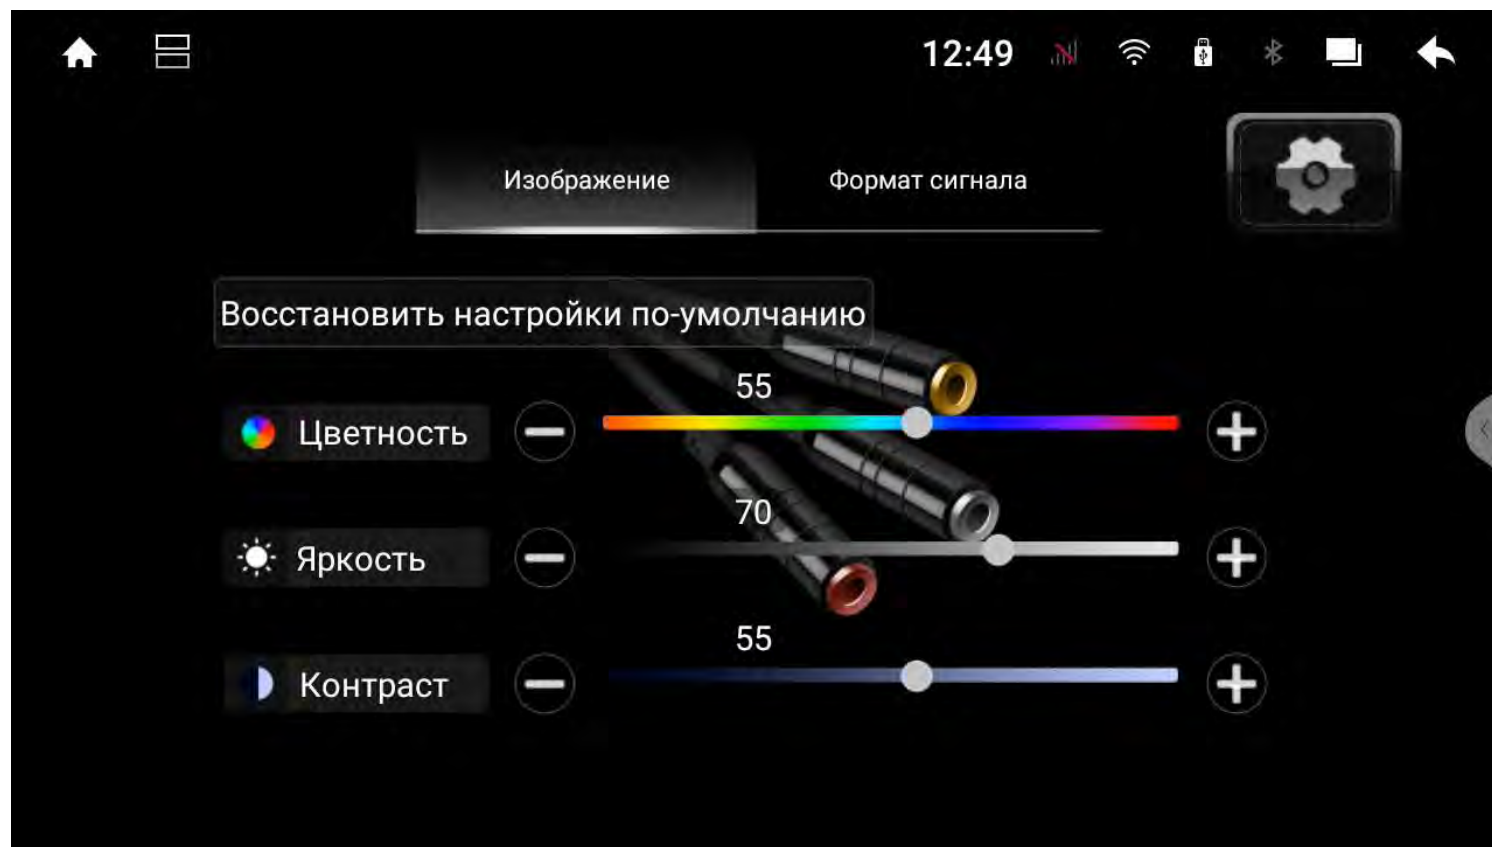 12:49
Изображение
Формат сигнала
Восстановить настройки по-умолчанию
55
Цветность
70
Яркость
55
Контраст